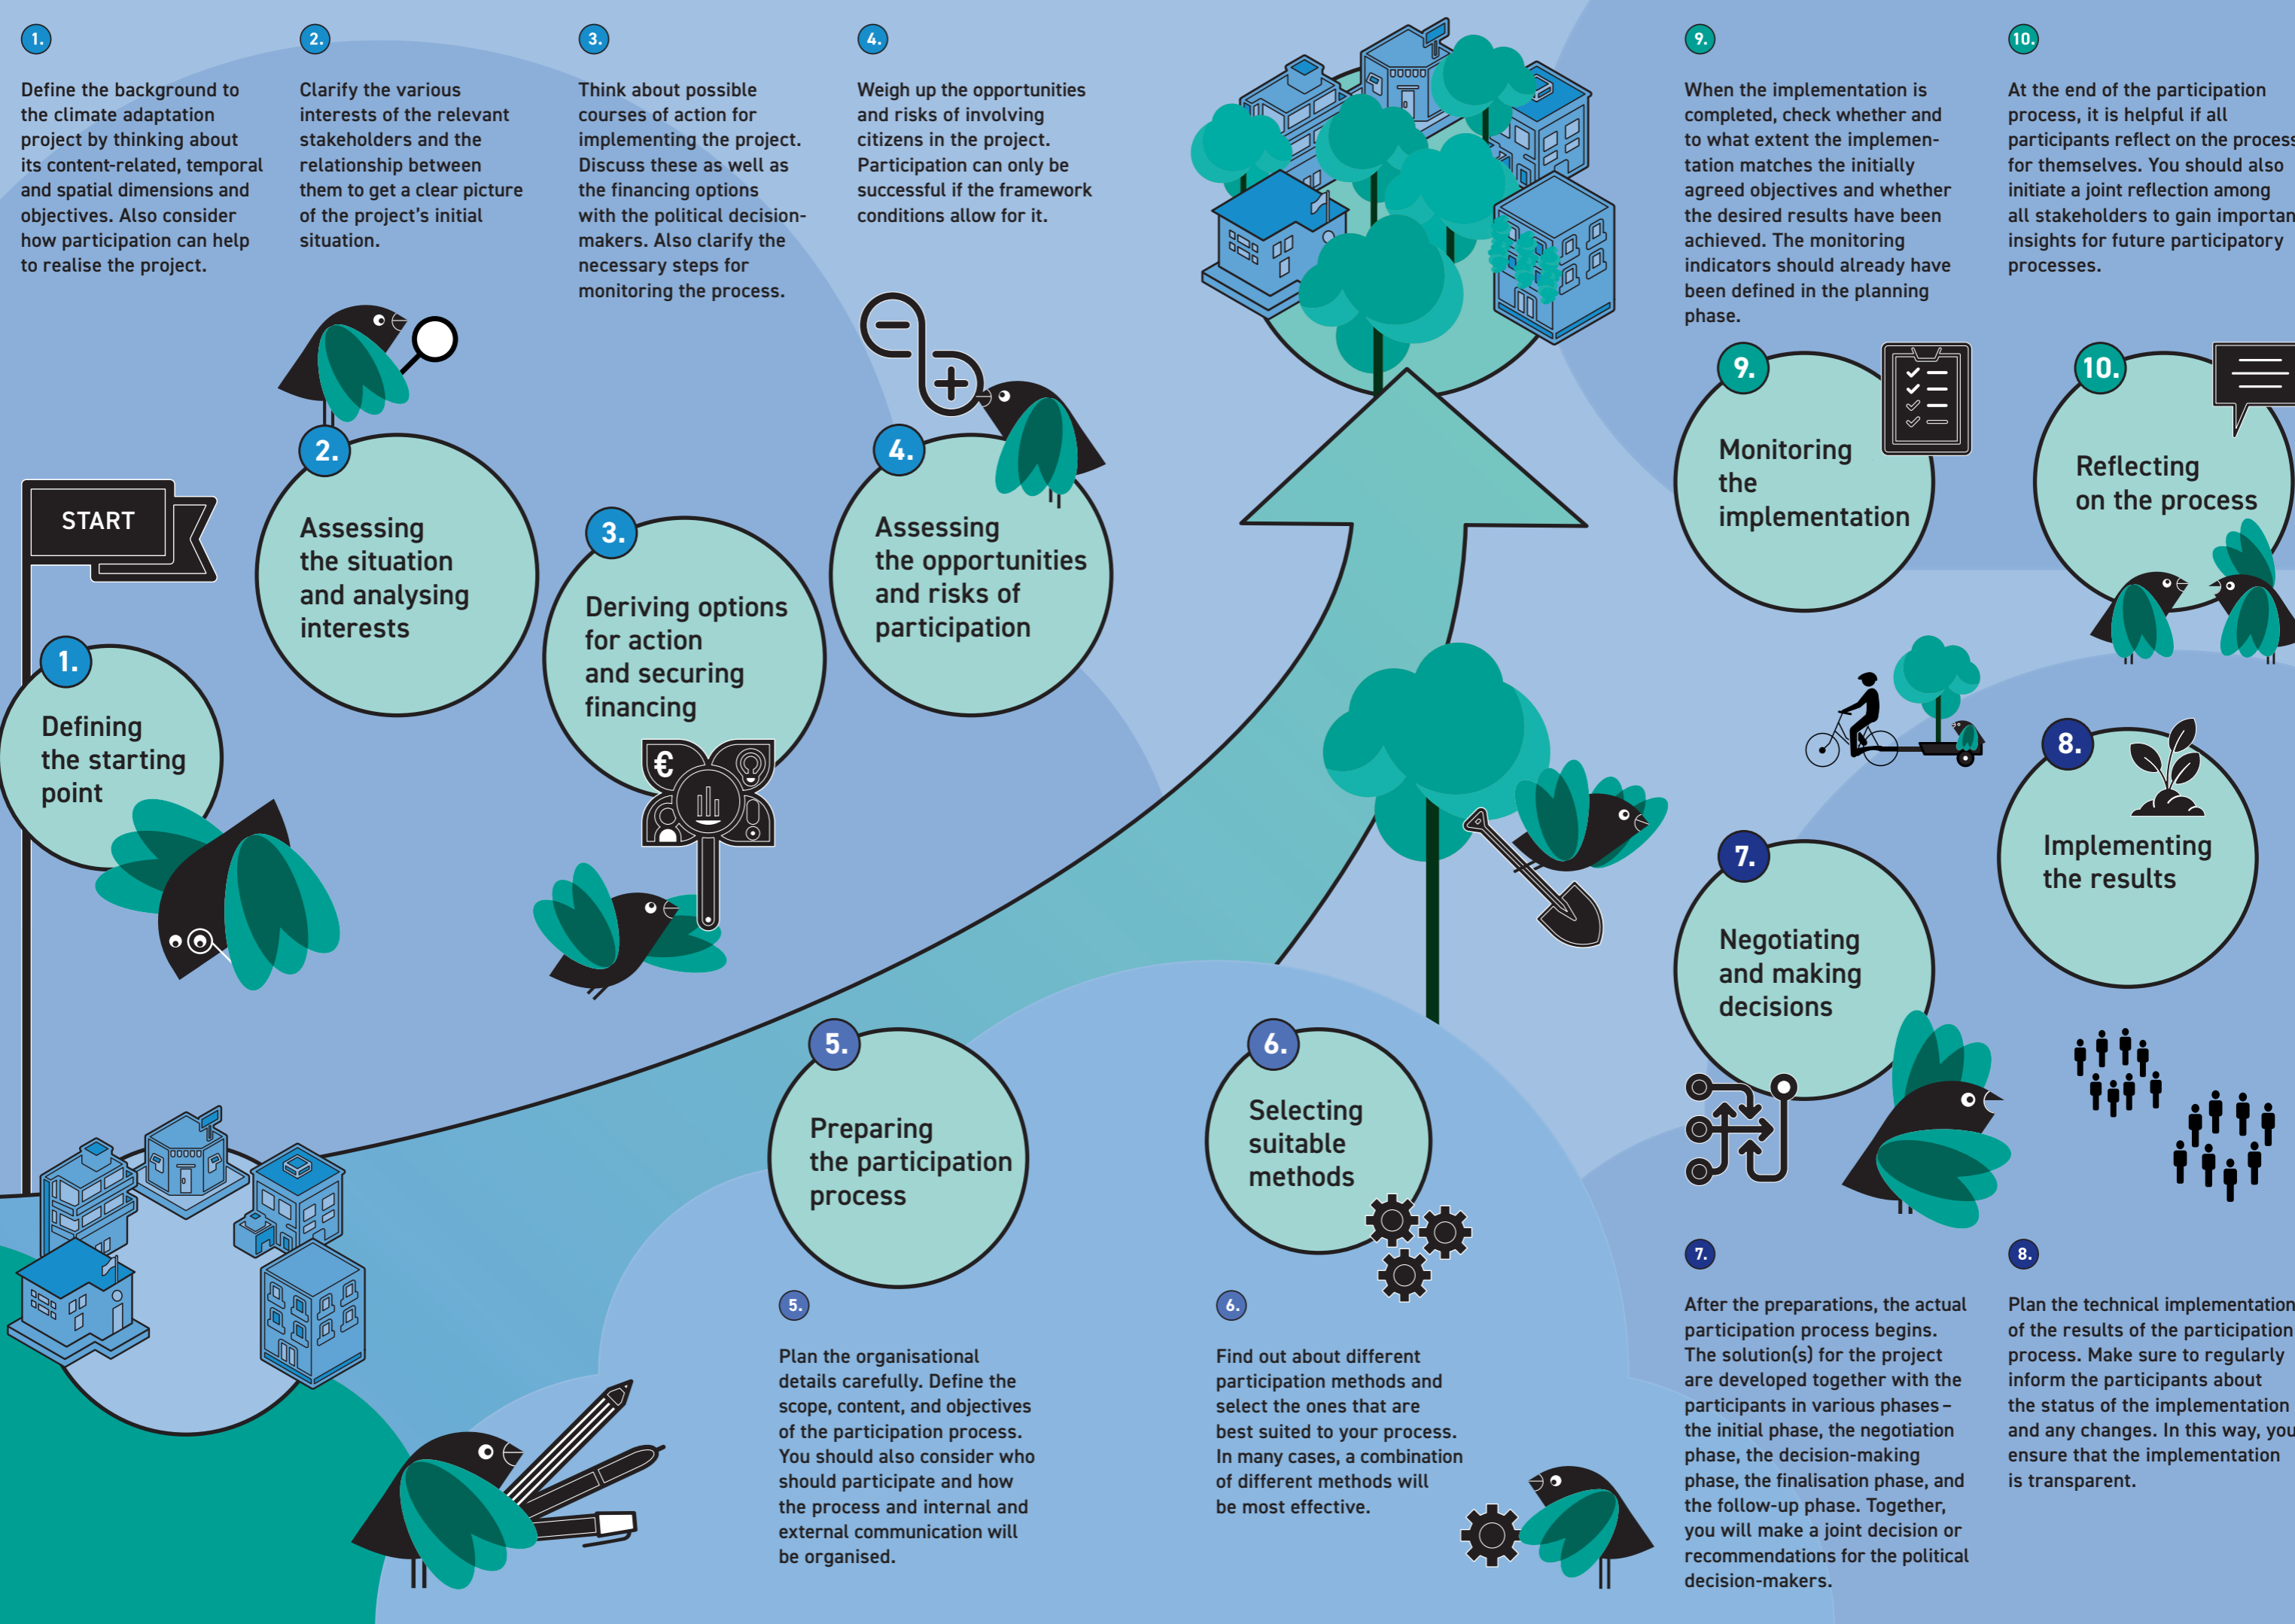 1.
Define the background to
the climate adaptation
project by thinking about
its content-related, temporal
and spatial dimensions and
objectives. Also consider
how participation can help
to realise the project.
2.
Clarify the various
interests of the relevant
stakeholders and the
relationship between
them to get a clear picture
of the project's initial
situation.
3.
Think about possible
courses of action for
implementing the project.
Discuss these as well as
the financing options
with the political decision-
makers. Also clarify the
necessary steps for
monitoring the process.
4.
Weigh up the opportunities
and risks of involving
citizens in the project.
Participation can only be
successful if the framework
conditions allow for it.
9.
When the implementation is
completed, check whether and
to what extent the implemen-
tation matches the initially
agreed objectives and whether
the desired results have been
achieved. The monitoring
indicators should already have
been defined in the planning
phase.
10.
At the end of the participation
process, it is helpful if all
participants reflect on the process
for themselves. You should also
initiate a joint reflection among
all stakeholders to gain importan
insights for future participatory
processes.
START
1.
Defining
the starting
point
2.
Assessing
the situation
and analysing
interests
3.
Deriving options
for action
and securing
financing
€
4.
Assessing
the opportunities
and risks of
participation
9.
Monitoring
the
implementation
10.
Reflecting
on the process
8.
Implementing
the results
7.
Negotiating
and making
decisions
5.
Preparing
the participation
process
6.
Selecting
suitable
methods
5.
Plan the organisational
details carefully. Define the
scope, content, and objectives
of the participation process.
You should also consider who
should participate and how
the process and internal and
external communication will
be organised.
6.
Find out about different
participation methods and
select the ones that are
best suited to your process.
In many cases, a combination
of different methods will
be most effective.
7.
After the preparations, the actual
participation process begins.
The solution(s) for the project
are developed together with the
participants in various phases –
the initial phase, the negotiation
phase, the decision-making
phase, the finalisation phase, and
the follow-up phase. Together,
you will make a joint decision or
recommendations for the political
decision-makers.
8.
Plan the technical implementation
of the results of the participation
process. Make sure to regularly
inform the participants about
the status of the implementation
and any changes. In this way, you
ensure that the implementation
is transparent.